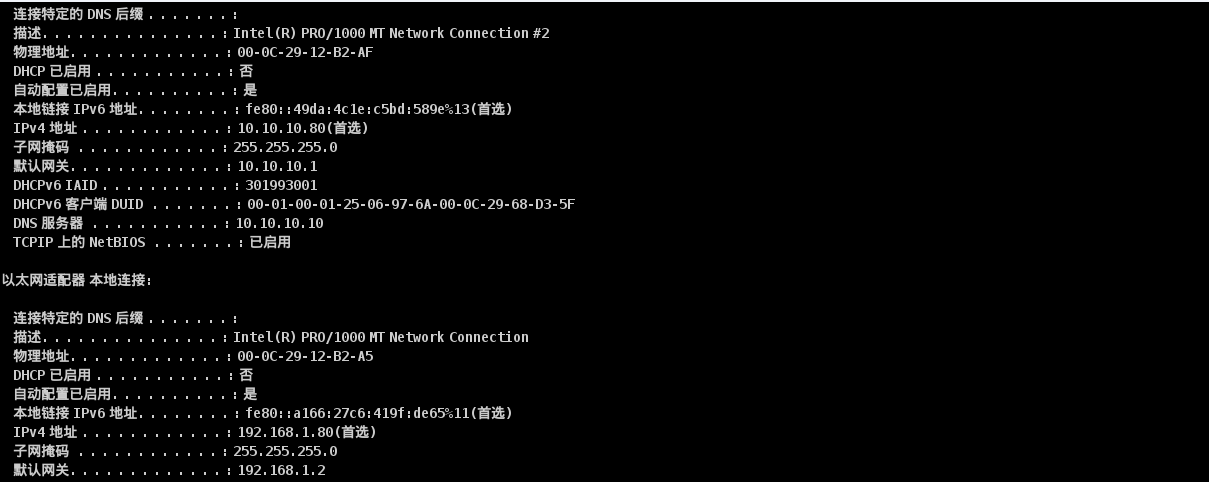 连接特定的 DNS 后缀 . . . . . . . :
描述. . . . . . . . . . . . . . . : Intel(R) PRO/1000 MT Network Connection #2
物理地址. . . . . . . . . . . . . : 00-0C-29-12-B2-AF
DHCP 已启用 . . . . . . . . . . . : 否
自动配置已启用. . . . . . . . . . : 是
本地链接 IPv6 地址. . . . . . . . : fe80::49da:4c1e:c5bd:589e%13(首选)
IPv4 地址 . . . . . . . . . . . . : 10.10.10.80(首选)
子网掩码 . . . . . . . . . . . . : 255.255.255.0
默认网关. . . . . . . . . . . . . : 10.10.10.1
DHCPv6 IAID . . . . . . . . . . . : 301993001
DHCPv6 客户端 DUID . . . . . . . : 00-01-00-01-25-06-97-6A-00-0C-29-68-D3-5F
DNS 服务器 . . . . . . . . . . . : 10.10.10.10
TCPIP 上的 NetBIOS . . . . . . . : 已启用
以太网适配器 本地连接:
连接特定的 DNS 后缀 . . . . . . . :
描述. . . . . . . . . . . . . . . : Intel(R) PRO/1000 MT Network Connection
物理地址. . . . . . . . . . . . . : 00-0C-29-12-B2-A5
DHCP 已启用 . . . . . . . . . . . : 否
自动配置已启用. . . . . . . . . . : 是
本地链接 IPv6 地址. . . . . . . . : fe80::a166:27c6:419f:de65%11(首选)
IPv4 地址 . . . . . . . . . . . . : 192.168.1.80(首选)
子网掩码 . . . . . . . . . . . . : 255.255.255.0
默认网关. . . . . . . . . . . . . : 192.168.1.2